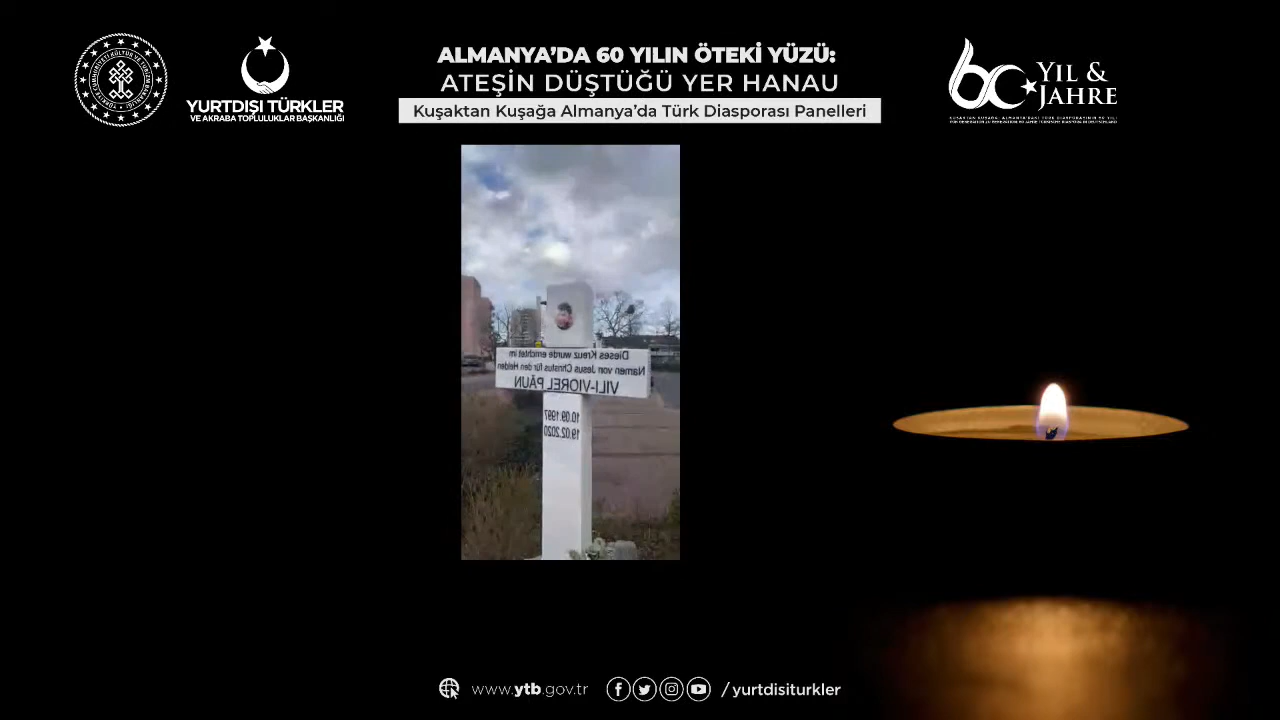 ALMANYA'DA 60 YILIN ÖTEKİ YÜZÜ:
ATEŞİN DÜŞTÜĞÜ YER HANAU
Kuşaktan Kuşağa Almanya'da Türk Diasporası Panelleri
YURTDIŞI TÜRKLER
VE AKRABA TOPLULUKLAR BAŞKANLIĞI
60 YIL &
JAHRE
Dieses Kreuz wurde errichtet im
Namen von Jesus Christus für den Helden
VILI-VIOREL PĂUN
10.09.1997
19.02.2020
www.ytb.gov.tr
/yurtdisiturkler